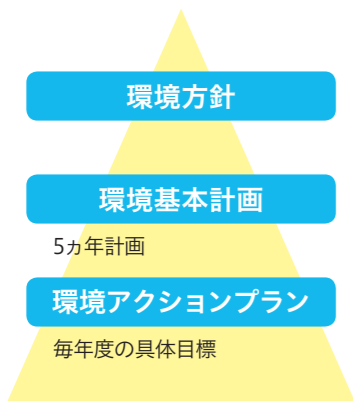 環境方針
環境基本計画
5ヵ年計画
環境アクションプラン
毎年度の具体目標